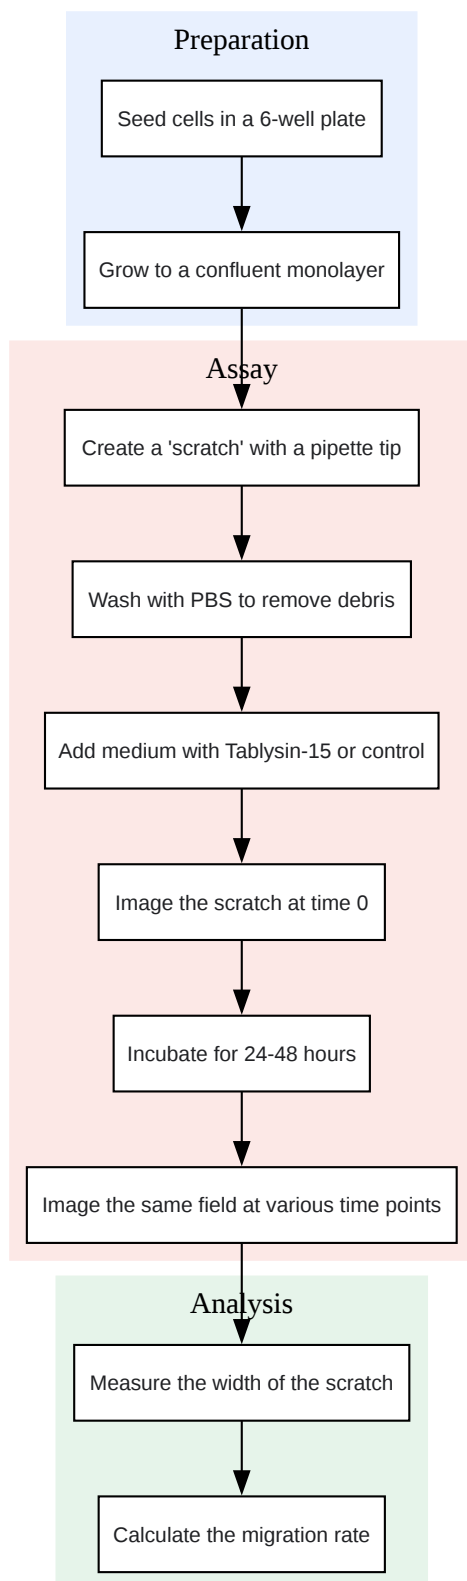 Preparation
Seed cells in a 6-well plate
Grow to a confluent monolayer
Assay
Create a 'scratch' with a pipette tip
Wash with PBS to remove debris
Add medium with Tablysin-15 or control
Image the scratch at time 0
Incubate for 24-48 hours
Image the same field at various time points
Analysis
Measure the width of the scratch
Calculate the migration rate